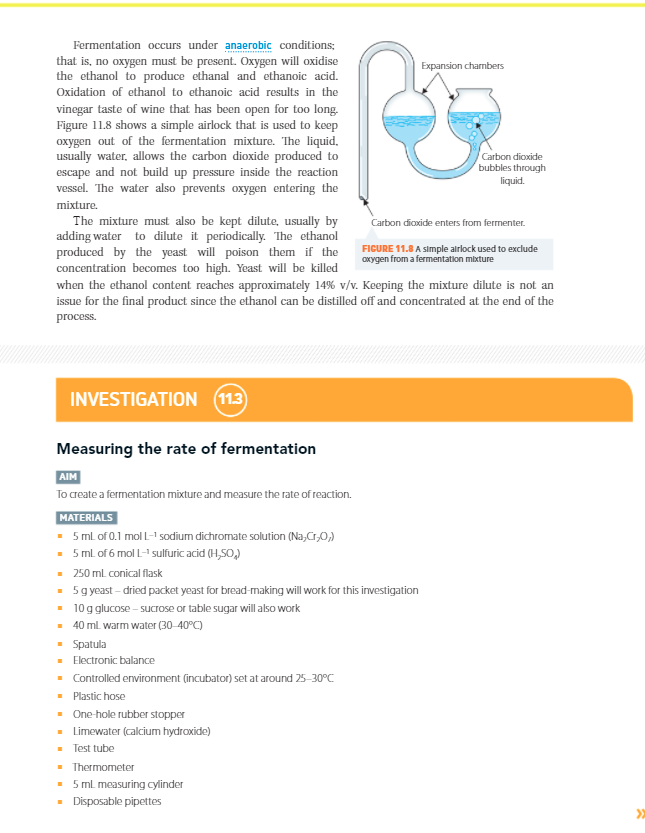 Fermentation occurs under anaerobic conditions;
that is, no oxygen must be present. Oxygen will oxidise
the ethanol to produce ethanal and ethanoic acid.
Oxidation of ethanol to ethanoic acid results in the
vinegar taste of wine that has been open for too long.
Figure 11.8 shows a simple airlock that is used to keep
oxygen out of the fermentation mixture. The liquid,
usually water, allows the carbon dioxide produced to
escape and not build up pressure inside the reaction
vessel. The water also prevents oxygen entering the
mixture.
The mixture must also be kept dilute, usually by
adding water to dilute it periodically. The ethanol
produced by the yeast will poison them if the
concentration becomes too high. Yeast will be killed
when the ethanol content reaches approximately 14% v/v. Keeping the mixture dilute is not an
issue for the final product since the ethanol can be distilled off and concentrated at the end of the
process.
Expansion chambers
Carbon dioxide
bubbles through
liquid.
Carbon dioxide enters from fermenter.
FIGURE 11.8 A simple airlock used to exclude
oxygen from a fermentation mixture
INVESTIGATION 11.3
Measuring the rate of fermentation
AIM
To create a fermentation mixture and measure the rate of reaction.
MATERIALS
▪ 5 mL of 0.1 mol L⁻¹ sodium dichromate solution (Na₂Cr₂O₇)
▪ 5 mL of 6 mol L⁻¹ sulfuric acid (H₂SO₄)
▪ 250 mL conical flask
▪ 5 g yeast – dried packet yeast for bread-making will work for this investigation
▪ 10 g glucose – sucrose or table sugar will also work
▪ 40 mL warm water (30–40°C)
▪ Spatula
▪ Electronic balance
▪ Controlled environment (incubator) set at around 25–30°C
▪ Plastic hose
▪ One-hole rubber stopper
▪ Limewater (calcium hydroxide)
▪ Test tube
▪ Thermometer
▪ 5 mL measuring cylinder
▪ Disposable pipettes
»